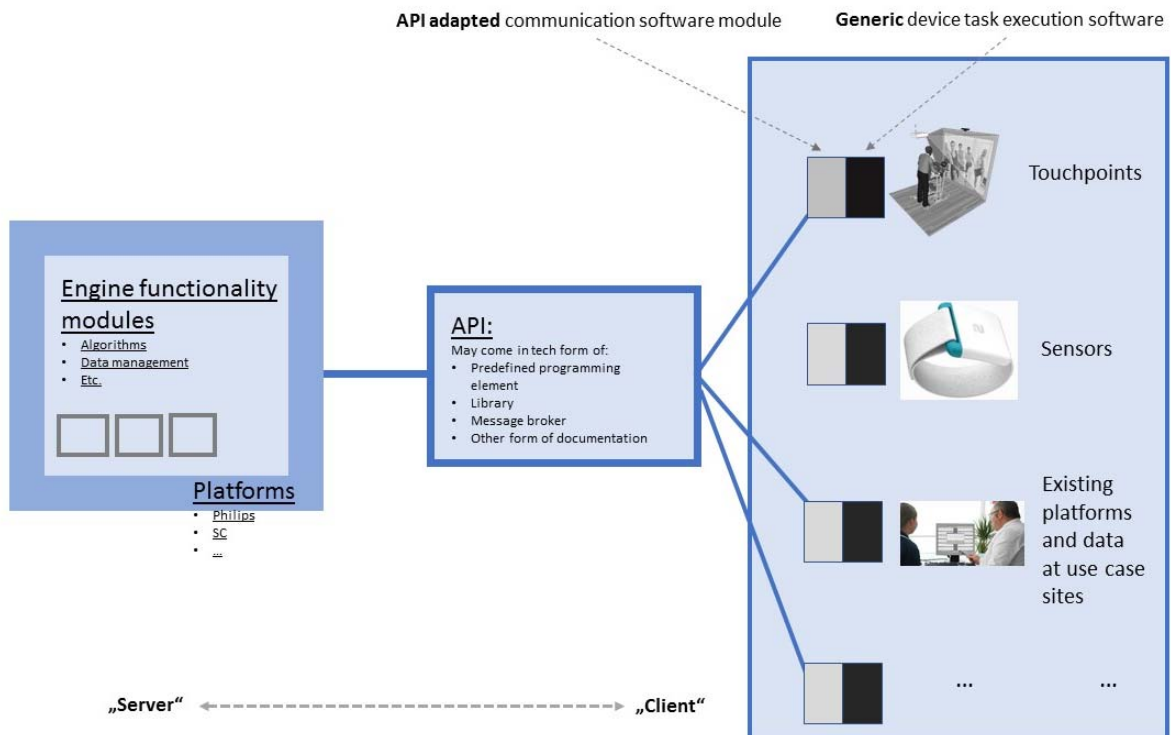 API adapted communication software module
Generic device task execution software
Touchpoints
Engine functionality
modules
• Algorithms
• Data management
• Etc.
Platforms
• Philips
• SC
• ...
API:
May come in tech form of:
• Predefined programming
element
• Library
• Message broker
• Other form of documentation
Sensors
Existing
platforms
and data
at use case
sites
...
...
„Server“
„Client“